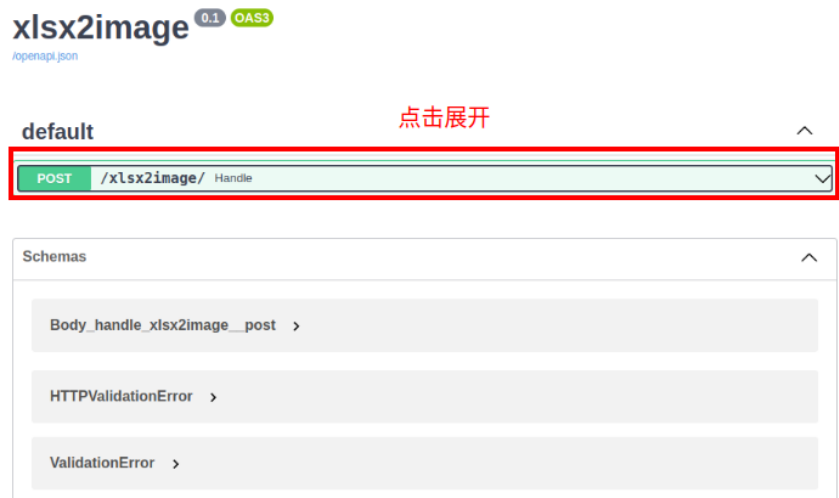 xlsx2image 0.1 OAS3
/openapi.json
点击展开
default
POST /xlsx2image/ Handle
Schemas
Body_handle_xlsx2image__post
HTTPValidationError
ValidationError